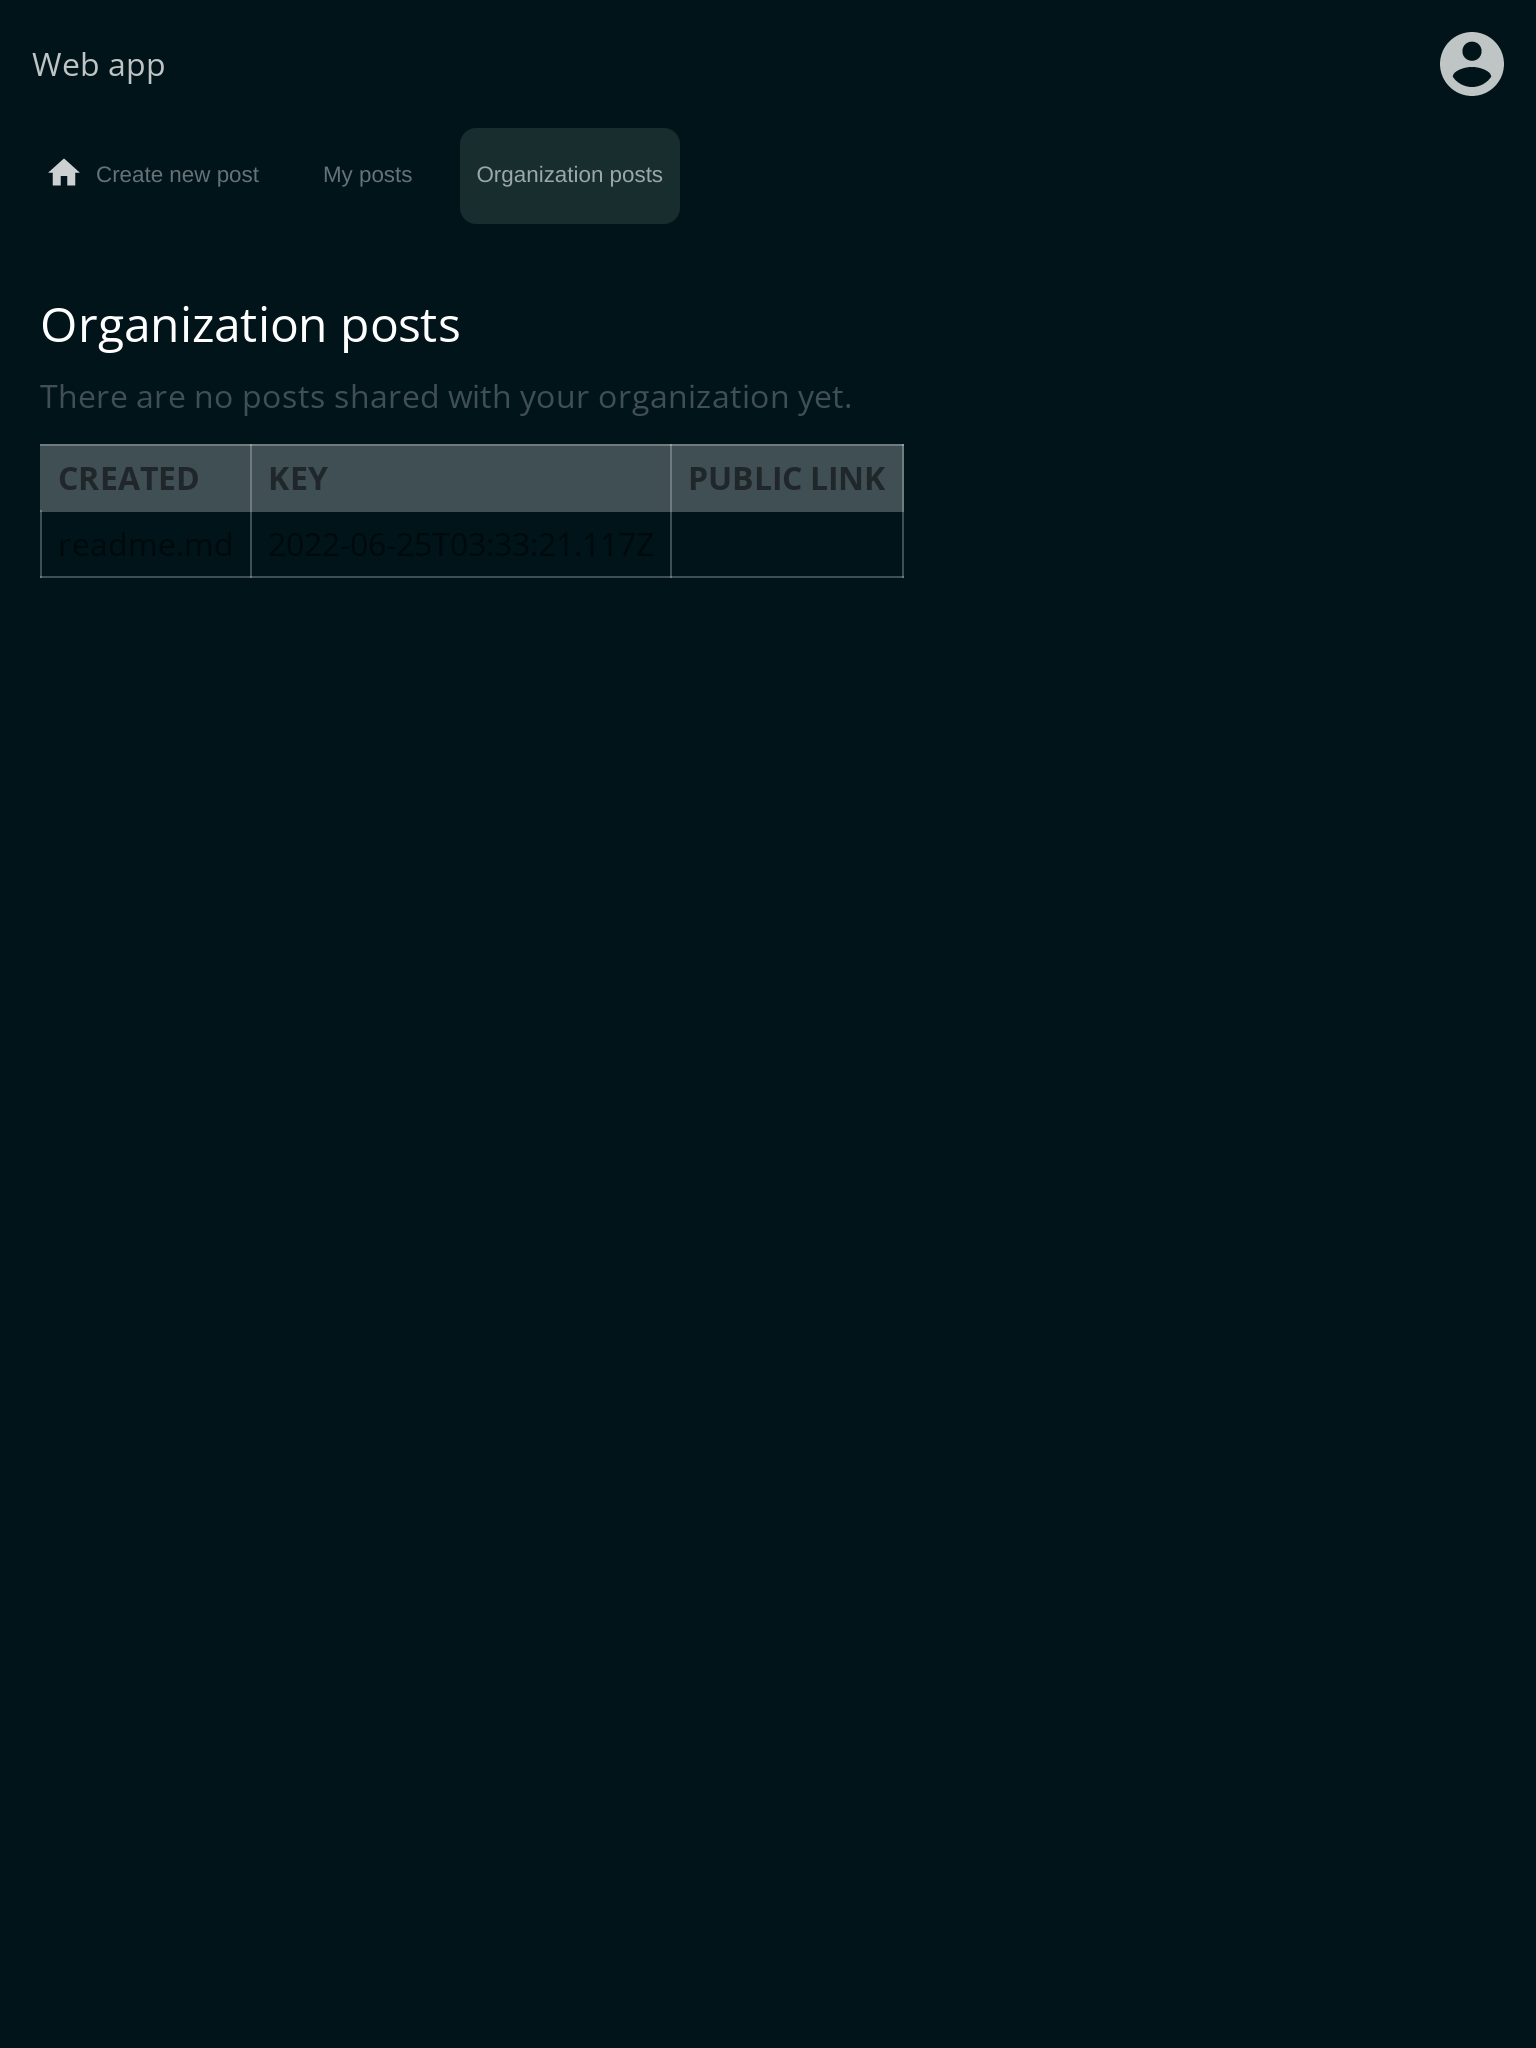 Web app
Create new post My posts Organization posts
Organization posts
There are no posts shared with your organization yet.
CREATED KEY PUBLIC LINK
readme.md 2022-06-25T03:33:21.117Z